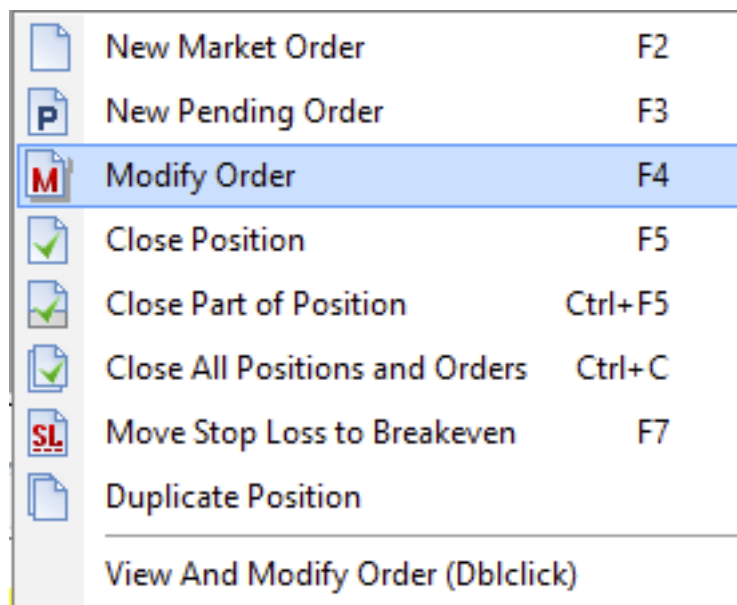 New Market Order F2
P New Pending Order F3
M Modify Order F4
Close Position F5
Close Part of Position Ctrl+F5
Close All Positions and Orders Ctrl+C
SL Move Stop Loss to Breakeven F7
Duplicate Position
View And Modify Order (Dblclick)